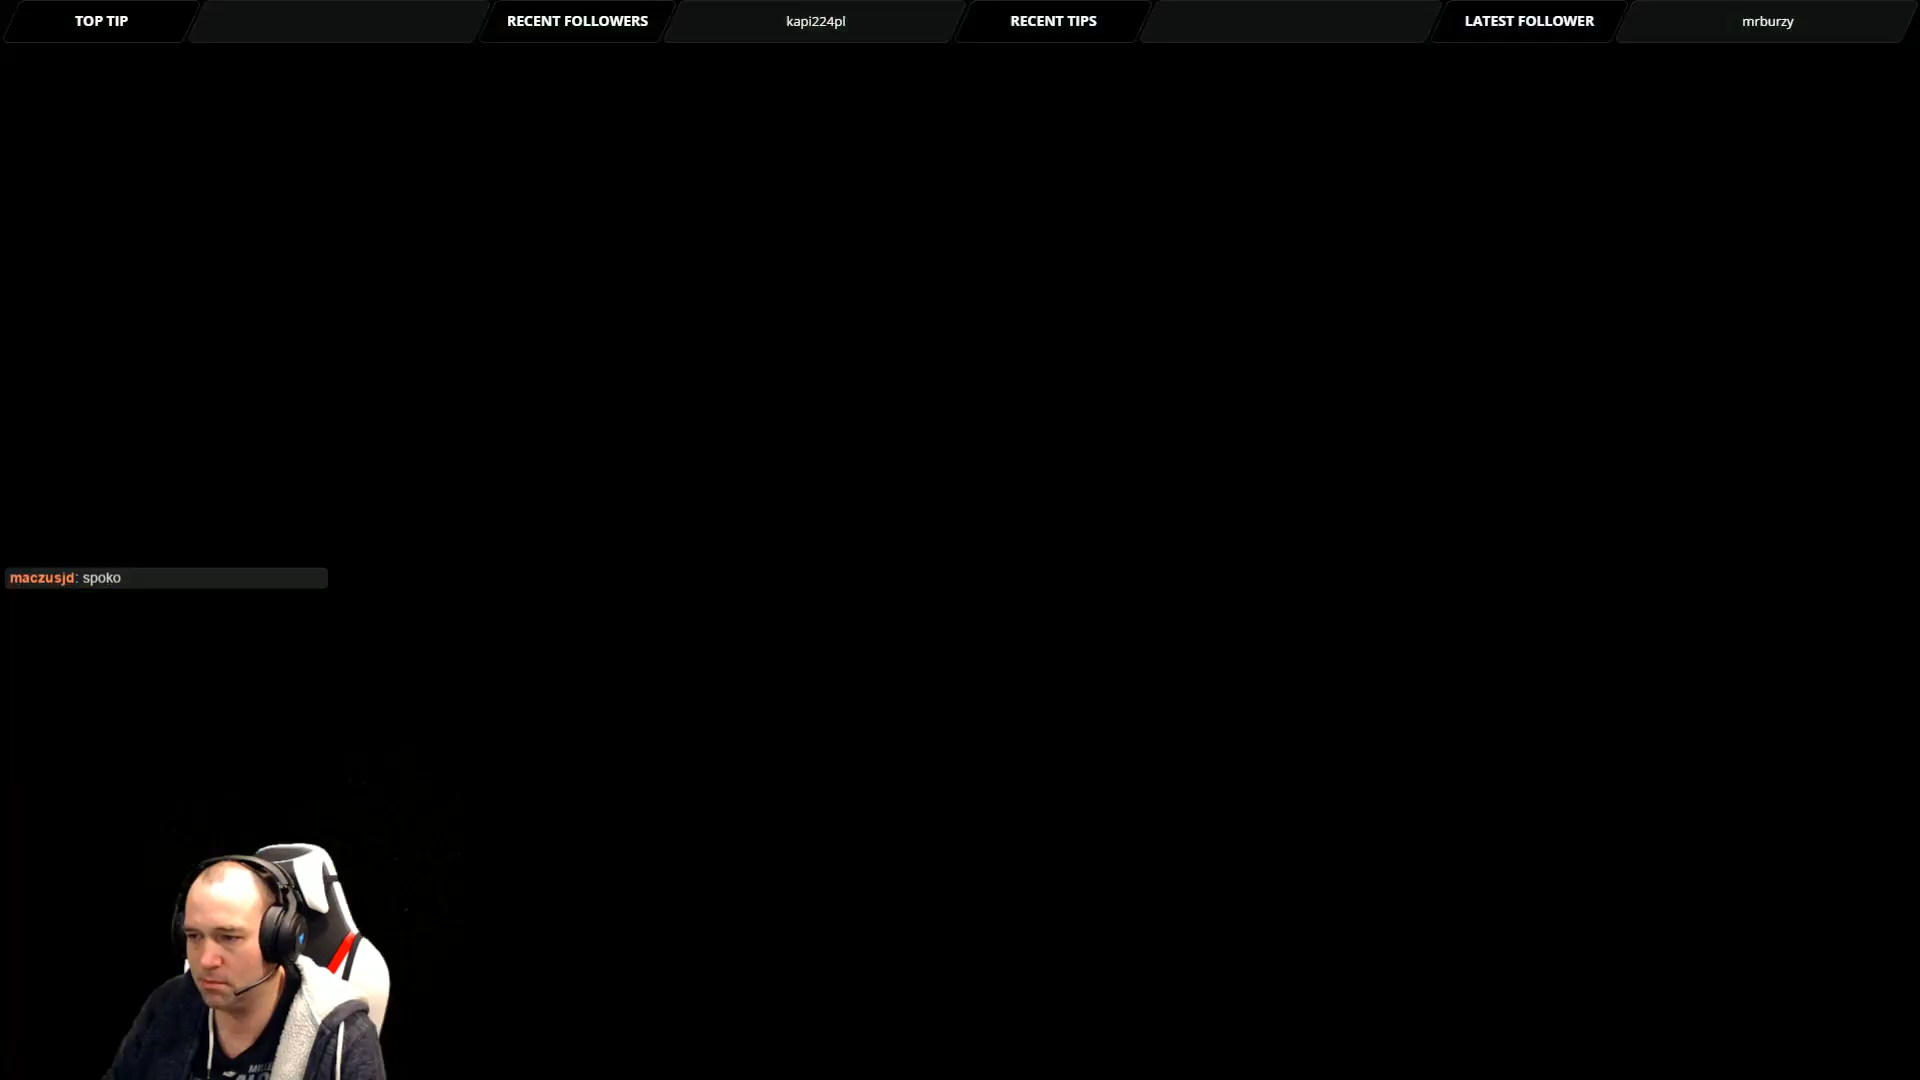 TOP TIP
RECENT FOLLOWERS
kapi224pl
RECENT TIPS
LATEST FOLLOWER
mrburzy
maczusjd: spoko